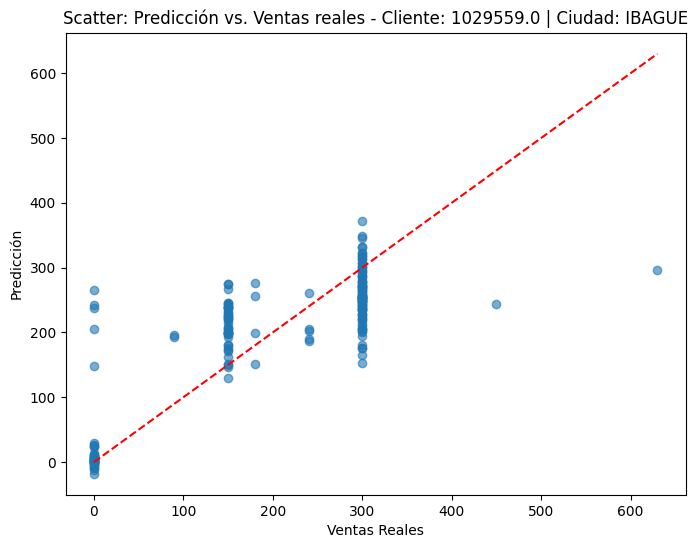 Scatter: Predicción vs. Ventas reales - Cliente: 1029559.0 | Ciudad: IBAGUE
600
500
400
300
200
100
0
Predicción
0 100 200 300 400 500 600
Ventas Reales